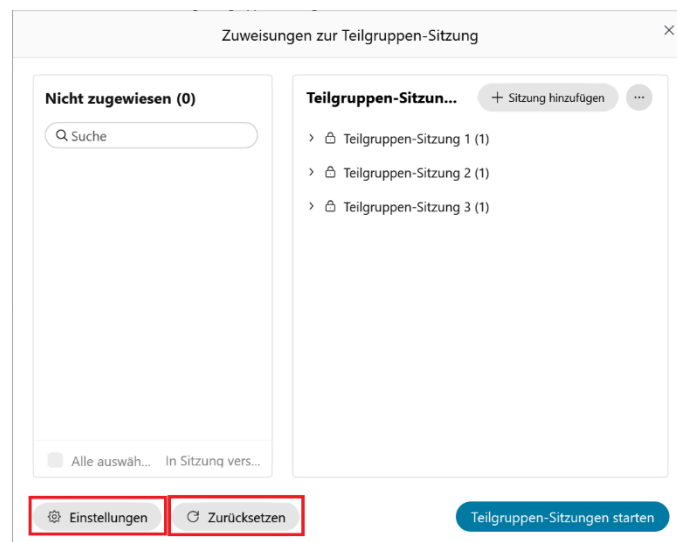 Zuweisungen zur Teilgruppen-Sitzung
Nicht zugewiesen (0)
Suche
Alle auswäh... In Sitzung vers...
Teilgruppen-Sitzun... + Sitzung hinzufügen ...
Teilgruppen-Sitzung 1 (1)
Teilgruppen-Sitzung 2 (1)
Teilgruppen-Sitzung 3 (1)
Einstellungen Zurücksetzen Teilgruppen-Sitzungen starten